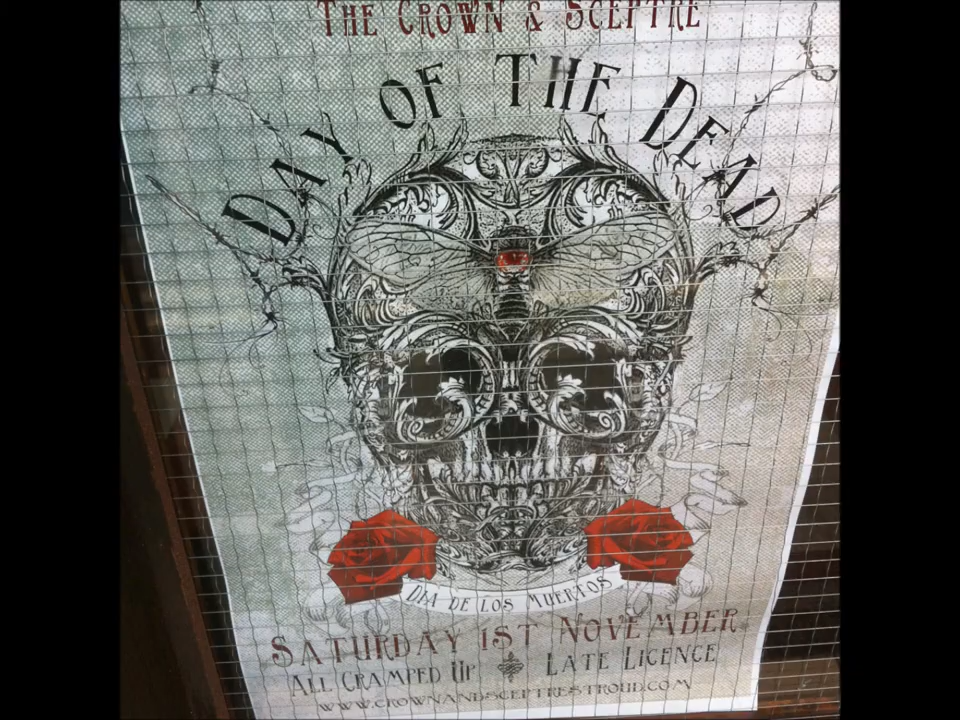 THE CROWN & SCEPTRE
DAY OF THE DEAD
DIA DE LOS MUERTOS
SATURDAY 1ST NOVEMBER
ALL CRAMPED UP LATE LICENCE
WWW.CROWNANDSCEPTRESTROUD.COM